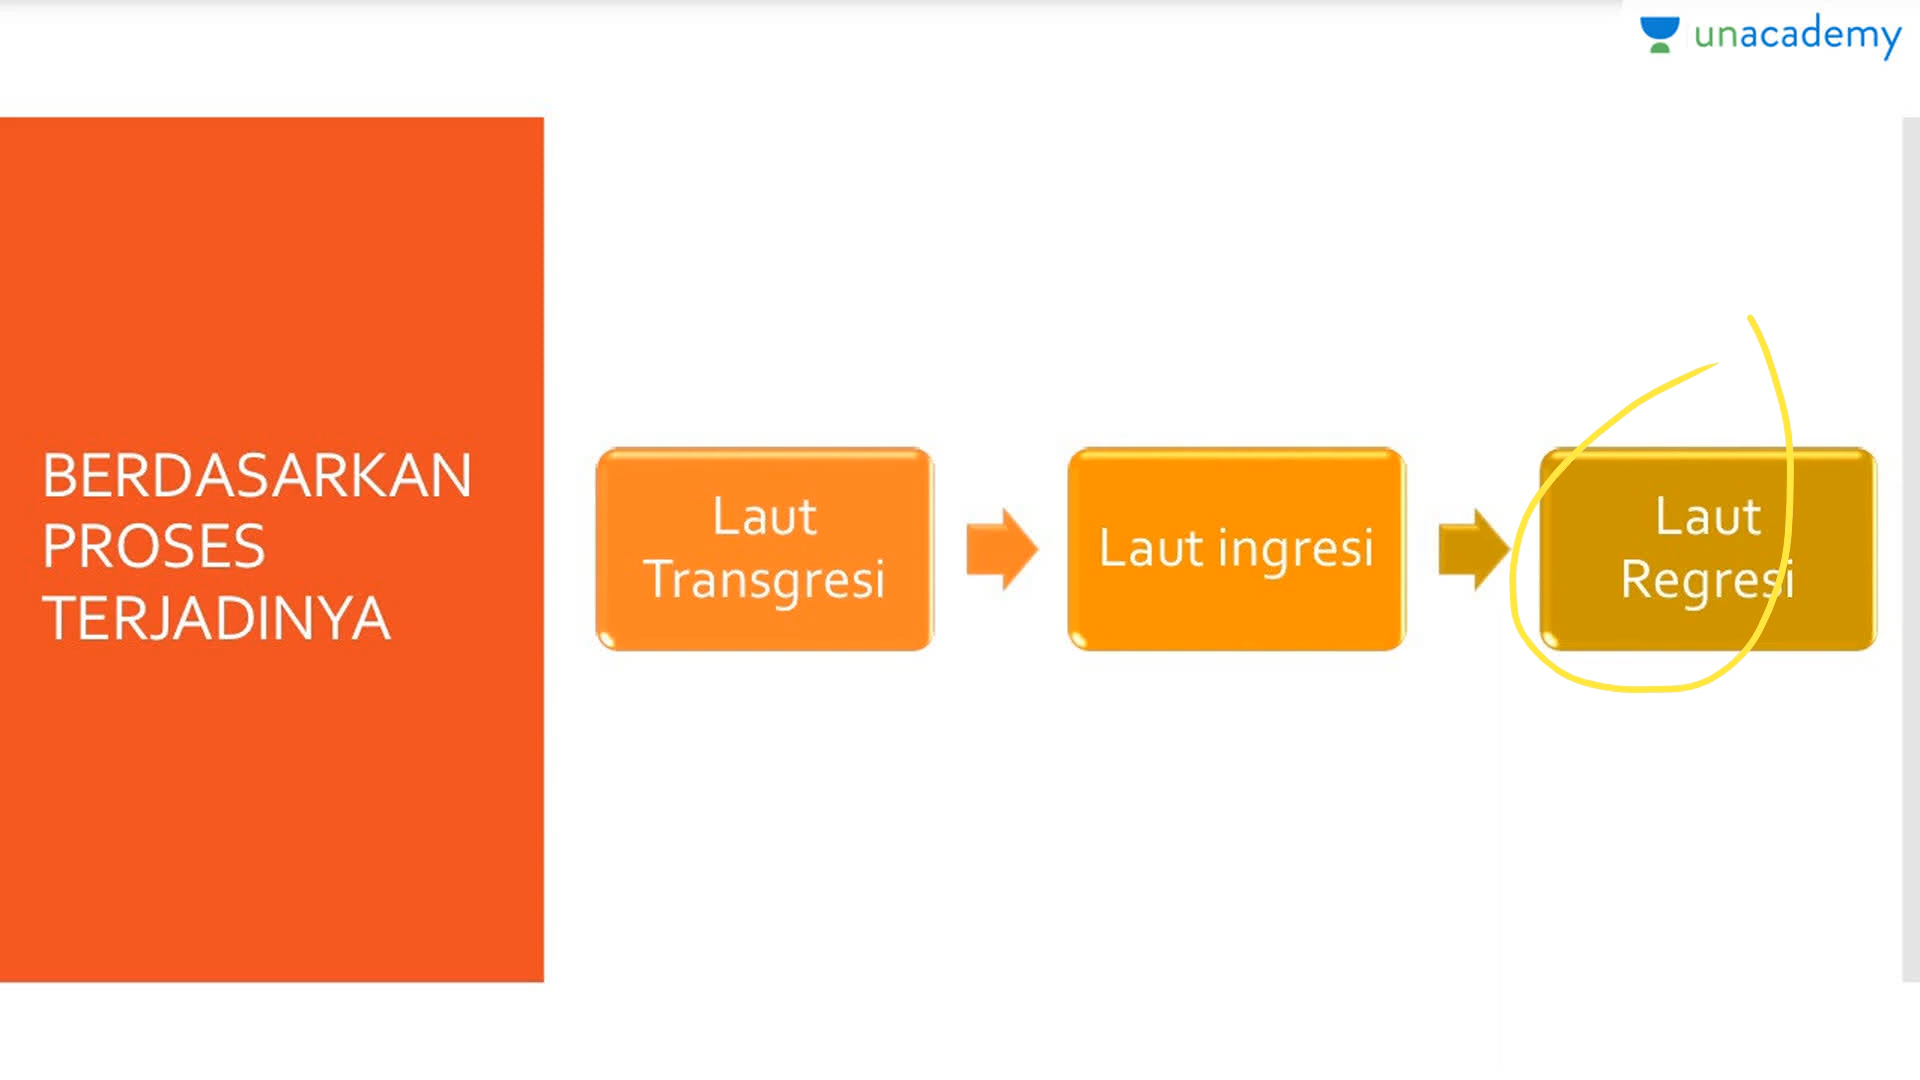 unacademy
BERDASARKAN
PROSES
TERJADINYA
Laut
Transgresi
Laut ingresi
Laut
Regresi